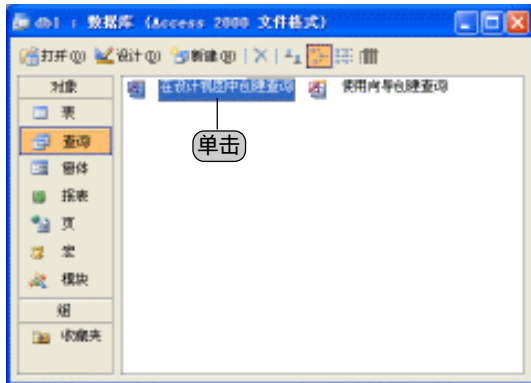 db1 : 数据库 (Access 2000 文件格式)
打开(O) 设计(D) 新建(N)
对象
表
查询
窗体
报表
页
宏
模块
组
收藏夹
在设计视图中创建查询
使用向导创建查询
单击